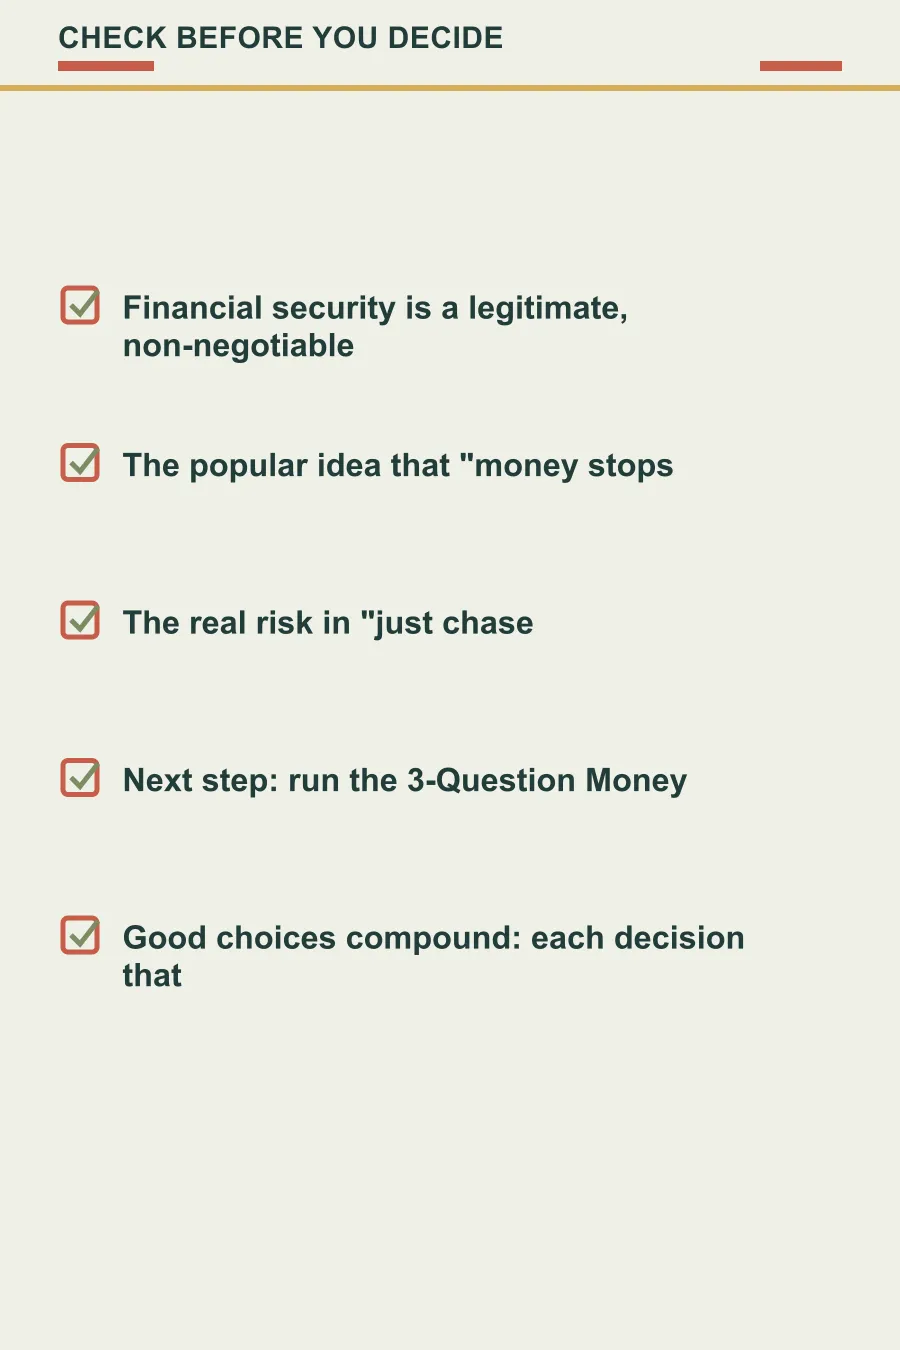 CHECK BEFORE YOU DECIDE
Financial security is a legitimate,
non-negotiable
The popular idea that "money stops
The real risk in "just chase
Next step: run the 3-Question Money
Good choices compound: each decision
that